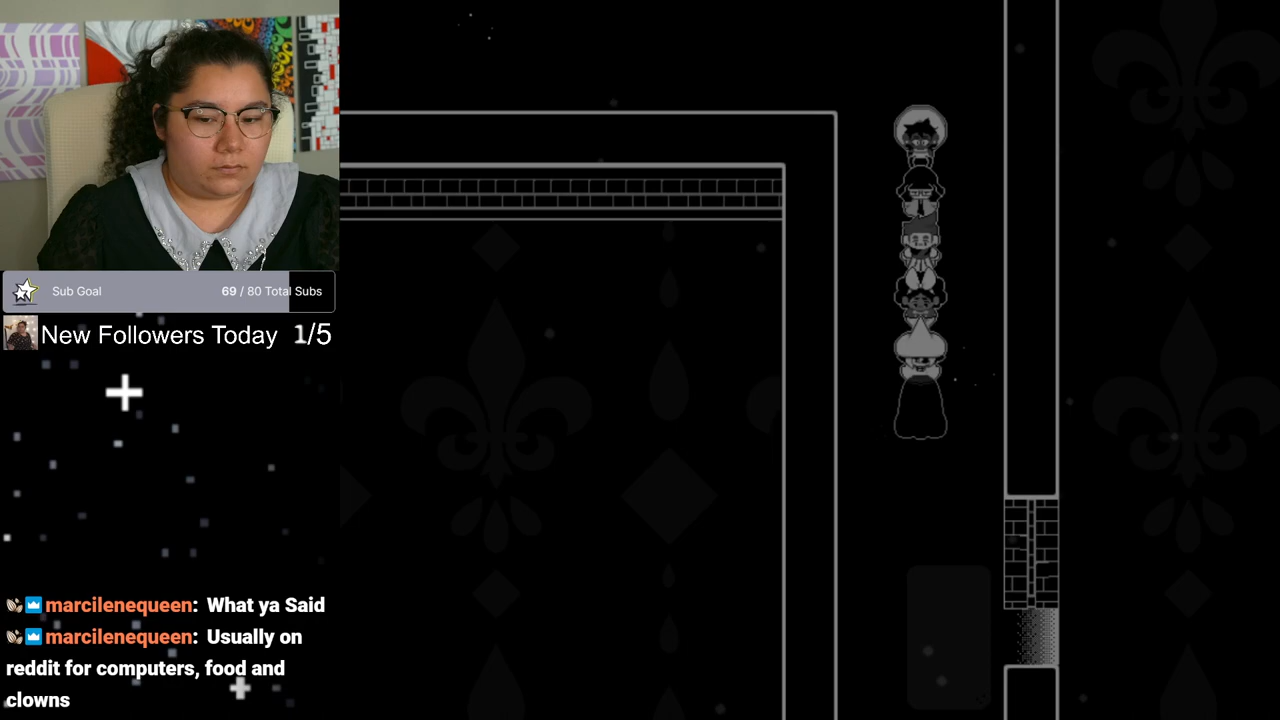 Sub Goal 69 / 80 Total Subs
New Followers Today 1/5
marcilenequeen: What ya Said
marcilenequeen: Usually on
reddit for computers, food and
clowns